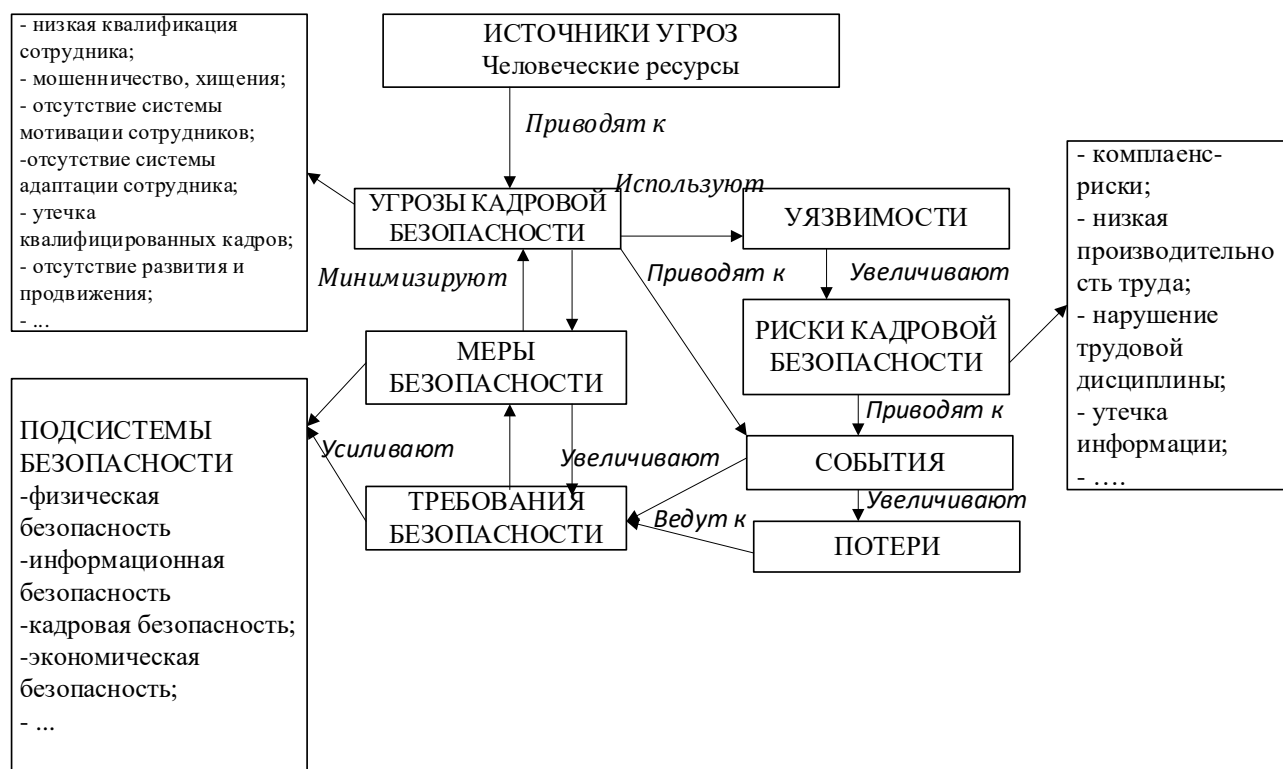 - низкая квалификация
сотрудника;
- мошенничество, хищения;
- отсутствие системы
мотивации сотрудников;
-отсутствие системы
адаптации сотрудника;
- утечка
квалифицированных кадров;
- отсутствие развития и
продвижения;
- ...
ИСТОЧНИКИ УГРОЗ
Человеческие ресурсы
Приводят к
УГРОЗЫ КАДРОВОЙ
БЕЗОПАСНОСТИ
Используют
УЯЗВИМОСТИ
Минимизируют
Приводят к
Увеличивают
РИСКИ КАДРОВОЙ
БЕЗОПАСНОСТИ
- комплаенс-
риски;
- низкая
производительно
сть труда;
- нарушение
трудовой
дисциплины;
- утечка
информации;
- ....
МЕРЫ
БЕЗОПАСНОСТИ
Приводят к
Усиливают
Увеличивают
СОБЫТИЯ
ТРЕБОВАНИЯ
БЕЗОПАСНОСТИ
Ведут к
Увеличивают
ПОТЕРИ
ПОДСИСТЕМЫ
БЕЗОПАСНОСТИ
-физическая
безопасность
-информационная
безопасность
-кадровая безопасность;
-экономическая
безопасность;
- ...